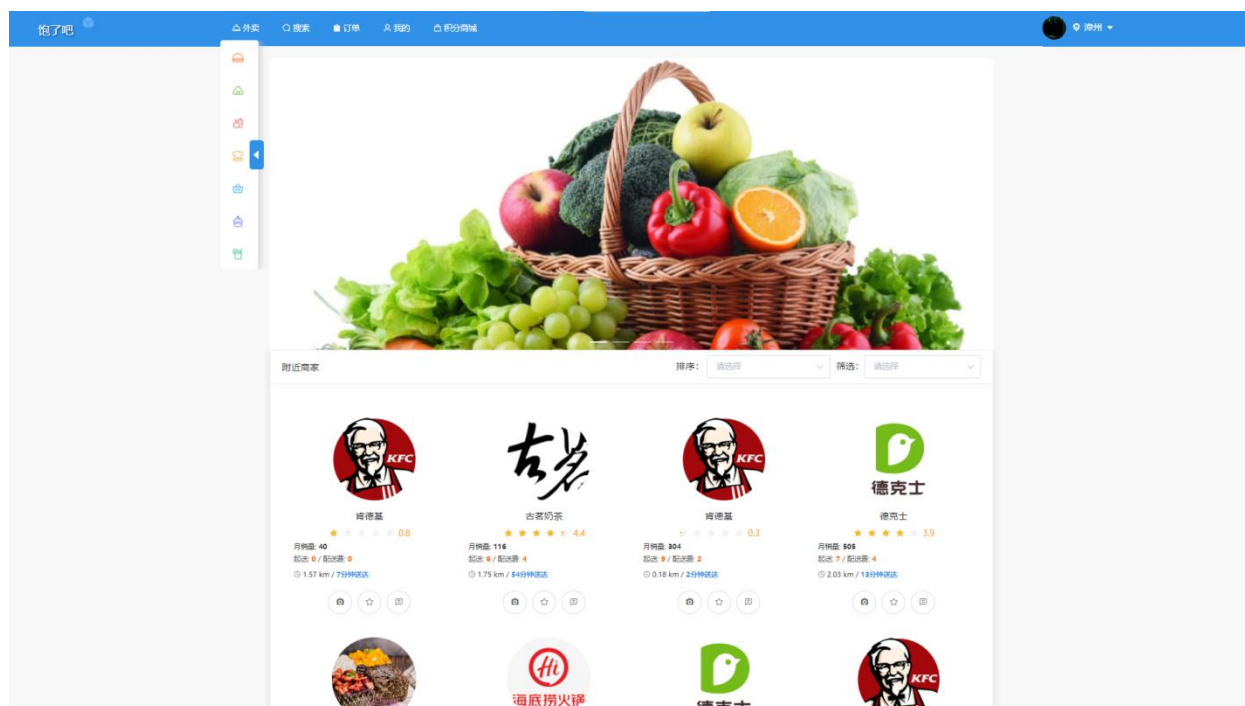 饱了吧
外卖 搜索 订单 我的 积分商城
漳州
附近商家
排序: 请选择 筛选: 请选择
KFC
古茗
KFC
德克士
肯德基
古茗奶茶
肯德基
德克士
0.8
4.4
0.3
3.9
月销量: 40
起送: 0 / 配送费: 0
1.57 km / 7分钟送达
月销量: 116
起送: 6 / 配送费: 4
1.75 km / 54分钟送达
月销量: 304
起送: 9 / 配送费: 2
0.18 km / 2分钟送达
月销量: 505
起送: 7 / 配送费: 4
2.03 km / 13分钟送达
Hi
海底捞火锅
德克士
KFC